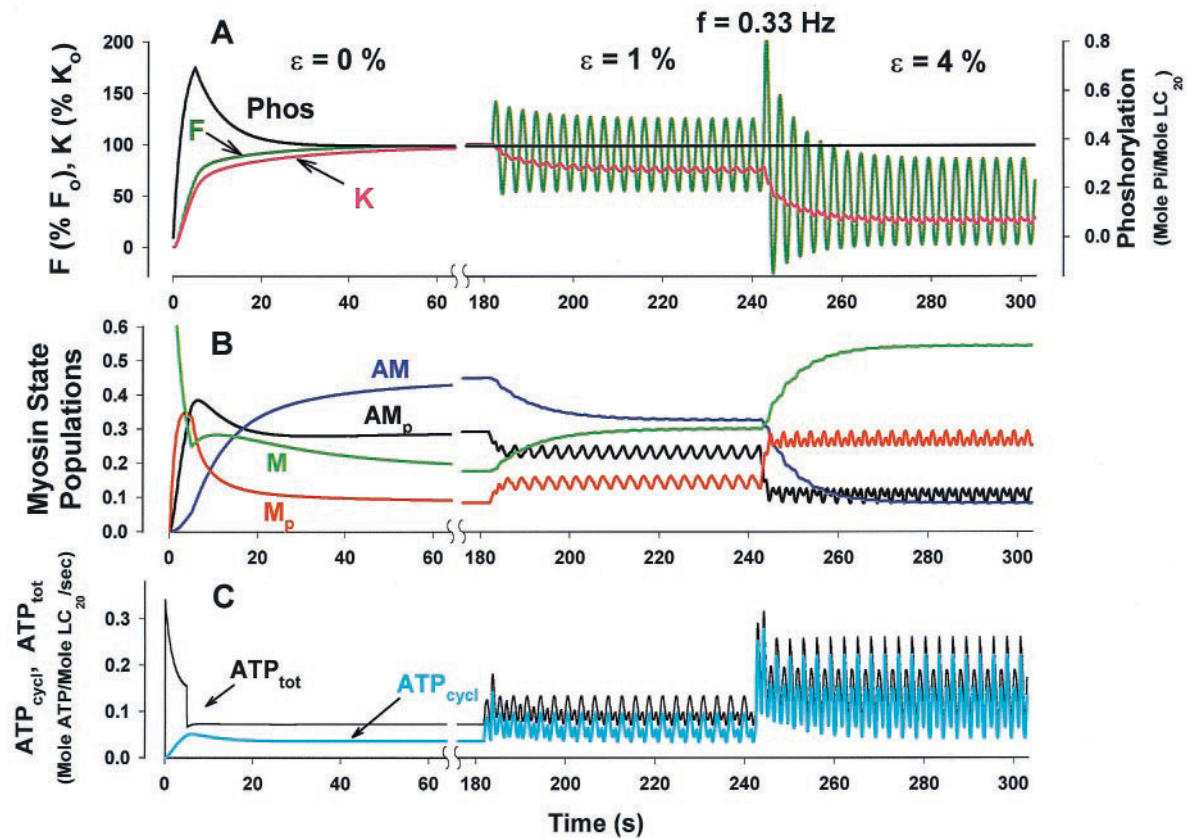 f = 0.33 Hz
A
ε = 0 %
ε = 1 %
ε = 4 %
F (% Fo), K (% Ko)
200
150
100
50
0
Phos
F
K
0.8
0.6
0.4
0.2
0.0
Phoshorylation
(Mole Pi/Mole LC 20)
0 20 40 60 180 200 220 240 260 280 300
B
Myosin State
Populations
0.6
0.5
0.4
0.3
0.2
0.1
0.0
AM
AMp
M
Mp
0 20 40 60 180 200 220 240 260 280 300
C
ATPcycl, ATPtot
(Mole ATP/Mole LC 20/sec)
0.3
0.2
0.1
0.0
ATPtot
ATPcycl
0 20 40 60 180 200 220 240 260 280 300
Time (s)